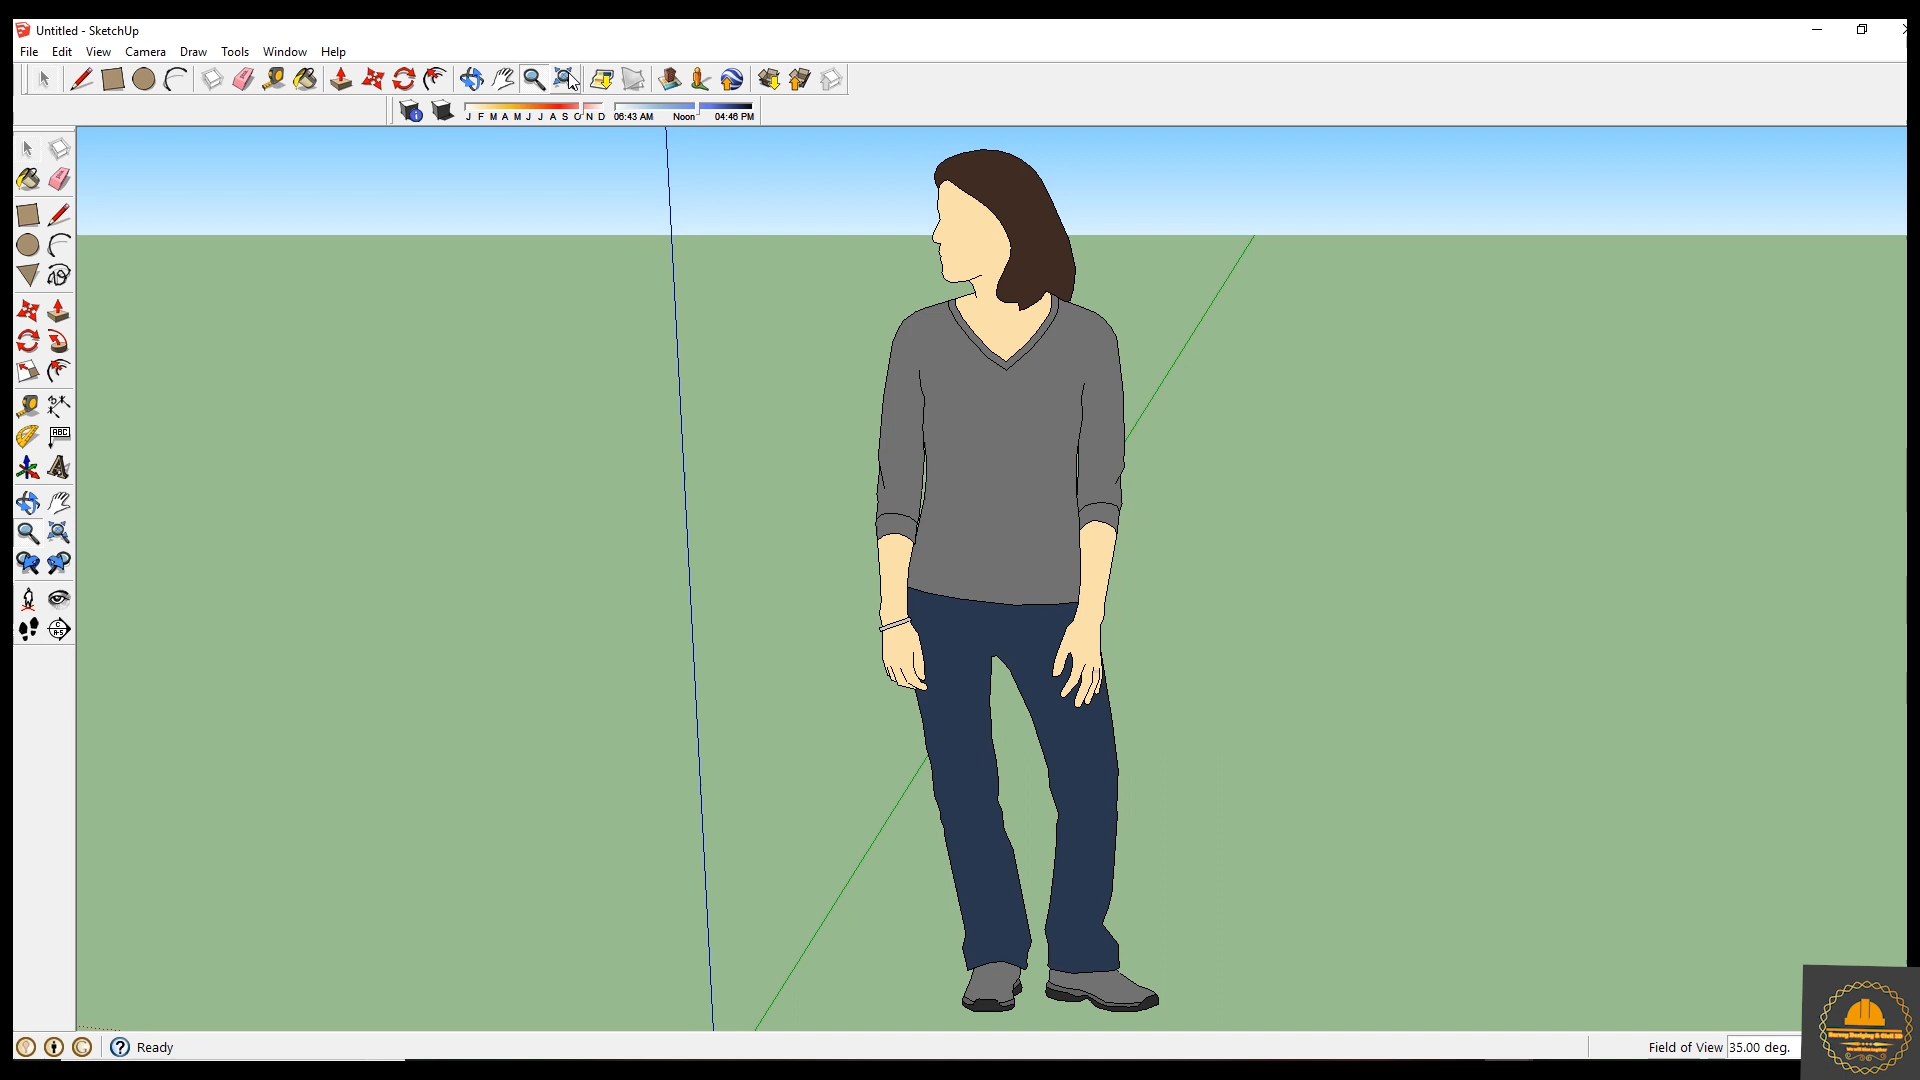 Untitled - SketchUp
File Edit View Camera Draw Tools Window Help
J F M A M J J A S O N D 06:43 AM Noon 04:46 PM
ABC
A
C
A-S
? Ready
Field of View 35.00 deg.